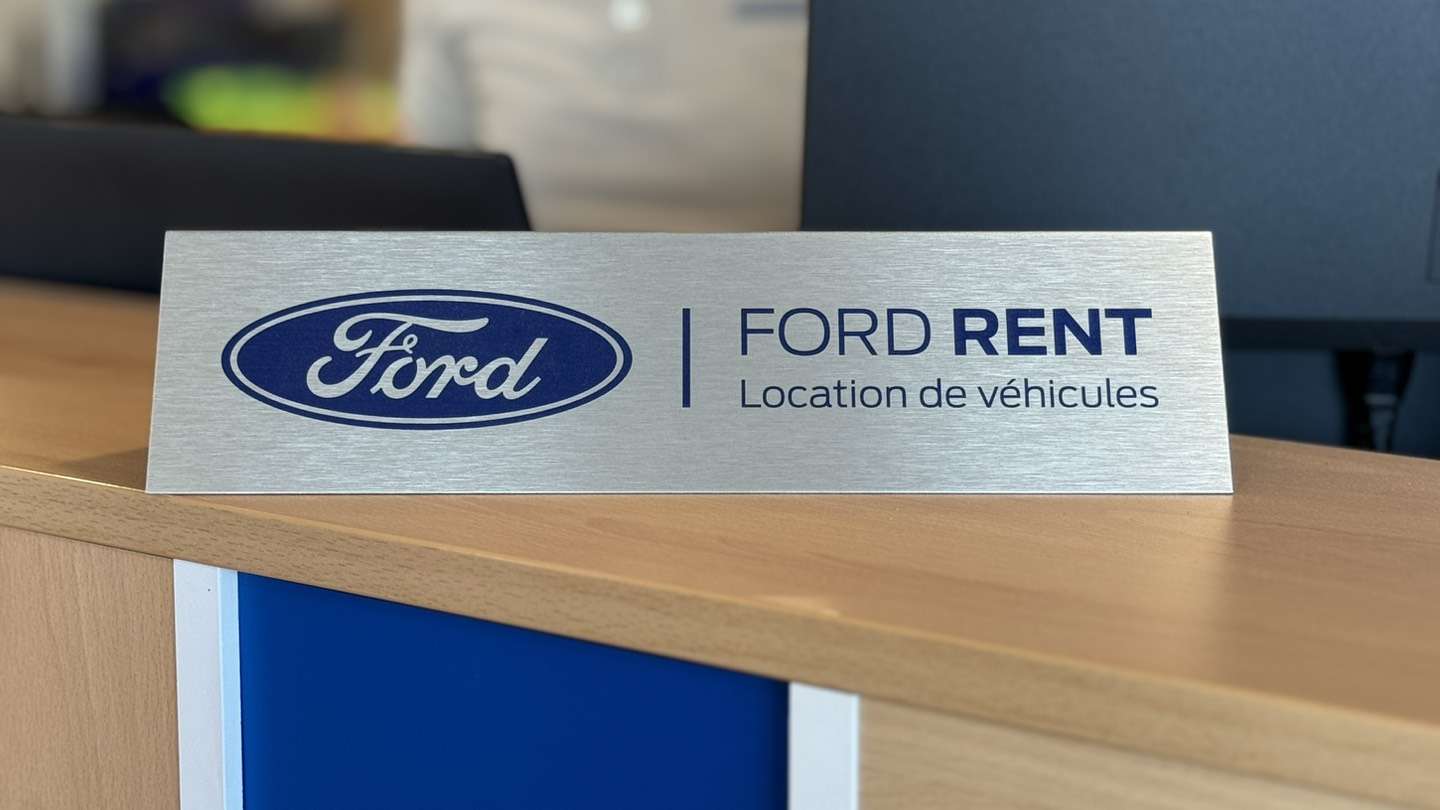 Ford
FORD RENT
Location de véhicules